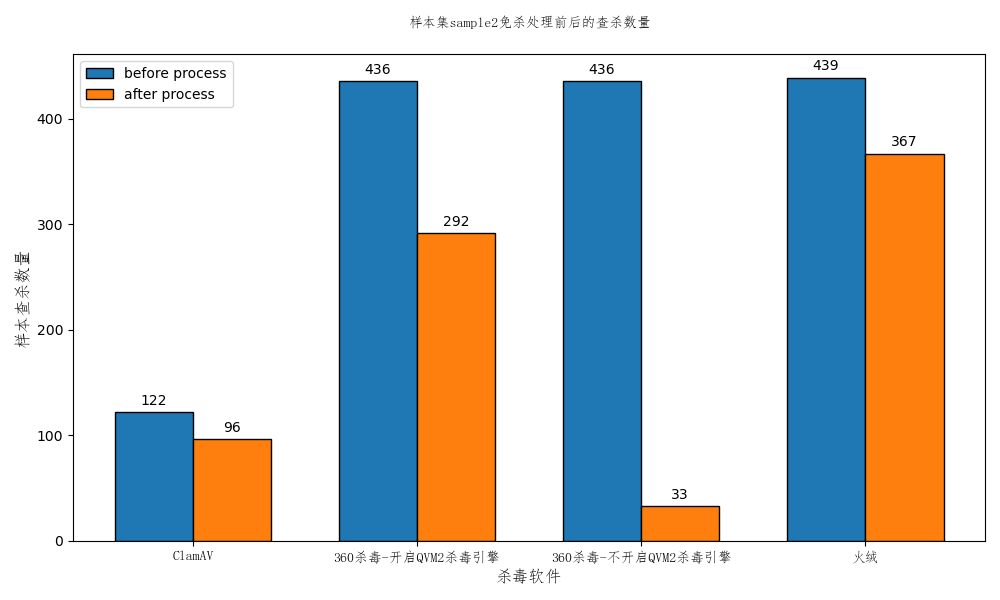 样本集sample2免杀处理前后的查杀数量
before process
after process
436
436
439
367
292
122
96
33
400
300
200
100
0
样本查杀数量
ClamAV
360杀毒-开启QVM2杀毒引擎
360杀毒-不开启QVM2杀毒引擎
火绒
杀毒软件